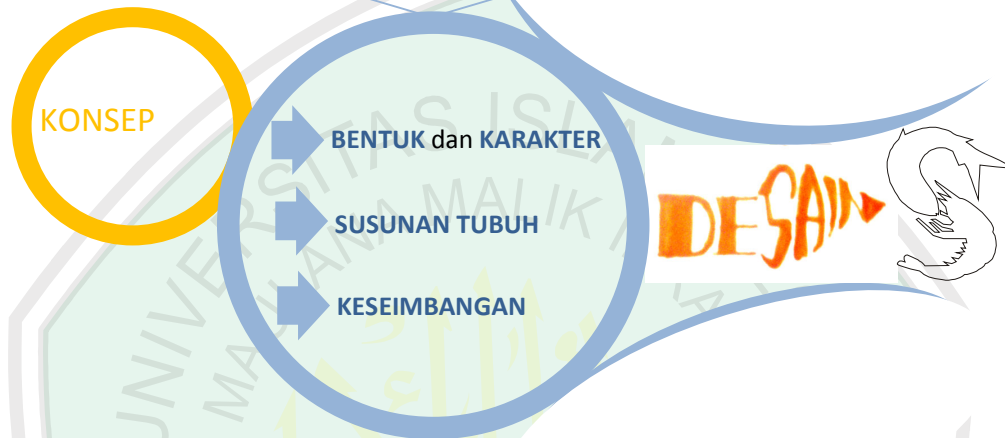 KONSEP
BENTUK dan KARAKTER
SUSUNAN TUBUH
KESEIMBANGAN
DESAIN